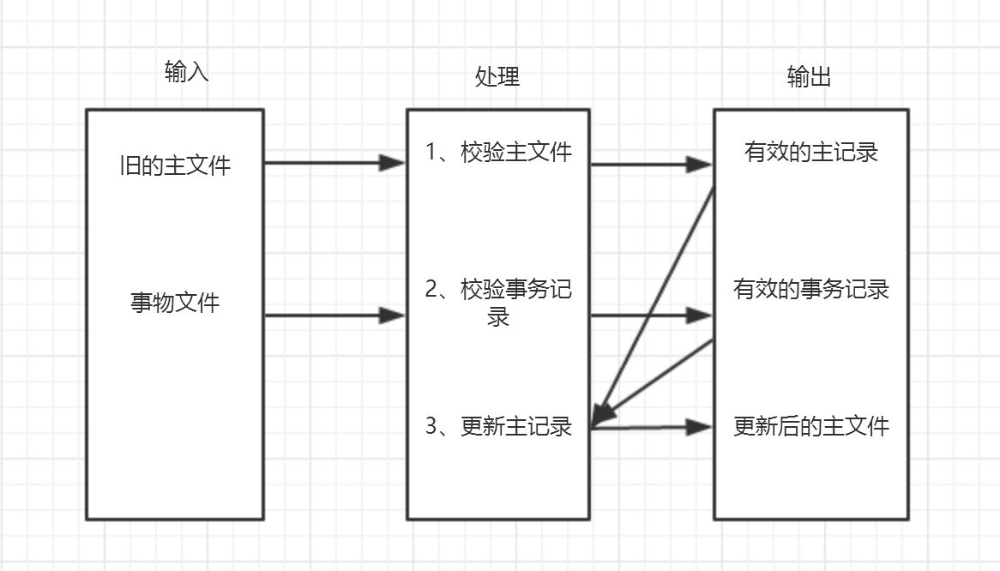 输入
处理
输出
旧的主文件
1、校验主文件
有效的主记录
事物文件
2、校验事务记
录
有效的事务记录
3、更新主记录
更新后的主文件